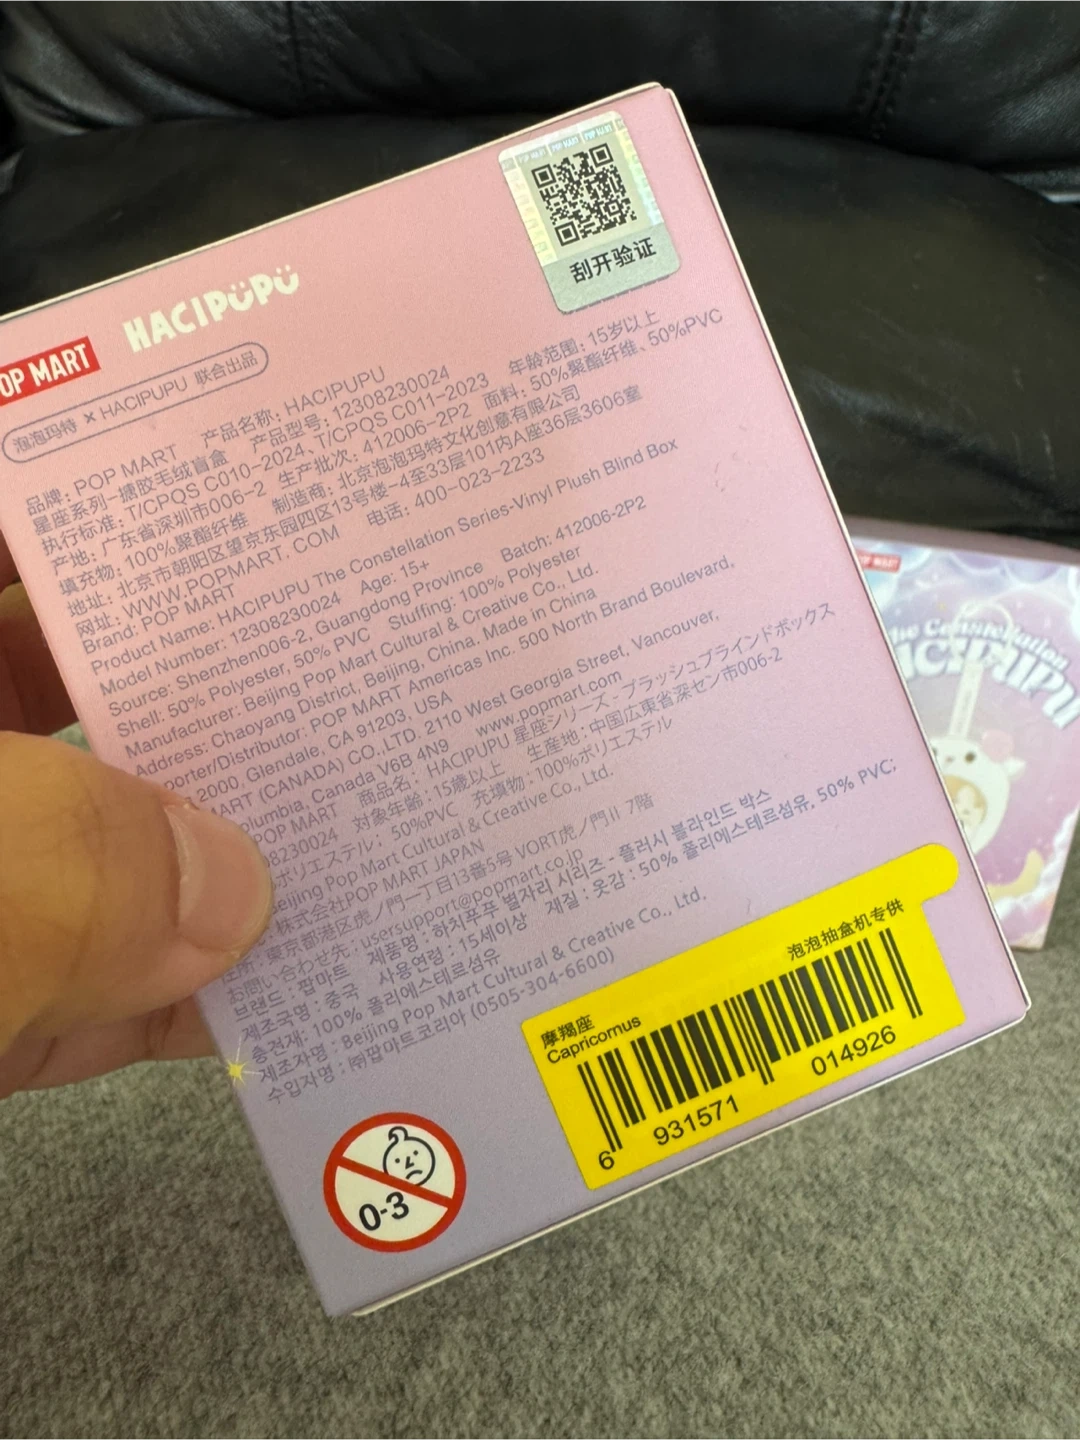 POP MART POP MART POP MART
刮开验证
OP MART HACIPUPU
泡泡玛特 × HACIPUPU 联合出品
品牌: POP MART 产品名称: HACIPUPU
星座系列-搪胶毛绒盲盒 产品型号: 12308230024 年龄范围: 15岁以上
执行标准: T/CPQS C010-2024、T/CPQS C011-2023 面料: 50%聚酯纤维、50%PVC
产地: 广东省深圳市006-2 生产批次: 412006-2P2
填充物: 100%聚酯纤维 制造商: 北京泡泡玛特文化创意有限公司
地址: 北京市朝阳区望京东园四区13号楼-4至33层101内A座36层3606室
网址: WWW.POPMART.COM 电话: 400-023-2233
Brand: POP MART
Product Name: HACIPUPU The Constellation Series-Vinyl Plush Blind Box
Model Number: 12308230024 Age: 15+
Source: Shenzhen006-2, Guangdong Province Batch: 412006-2P2
Shell: 50% Polyester, 50% PVC Stuffing: 100% Polyester
Manufacturer: Beijing Pop Mart Cultural & Creative Co., Ltd.
Address: Chaoyang District, Beijing, China. Made in China
porter/Distributor: POP MART Americas Inc. 500 North Brand Boulevard,
2000, Glendale, CA 91203, USA
MART (CANADA) CO.,LTD. 2110 West Georgia Street, Vancouver,
olumbia, Canada V6B 4N9 www.popmart.com
POP MART 商品名: HACIPUPU 星座シリーズ - プラッシュブラインドボックス
08230024 対象年齢: 15歳以上 生産地: 中国広東省深セン市006-2
ポリエステル; 50%PVC 充填物: 100%ポリエステル
Beijing Pop Mart Cultural & Creative Co., Ltd.
株式会社POP MART JAPAN
東京都港区虎ノ門一丁目13番5号 VORT虎ノ門II 7階
お問い合わせ先: usersupport@popmart.co.jp
브랜드 : 팝마트 제품명 : 하치푸푸 별자리 시리즈 - 플러시 블라인드 박스
제조국명 : 중국 사용연령 : 15세이상 재질 : 옷감 : 50% 폴리에스테르섬유, 50% PVC;
충전재: 100% 폴리에스테르섬유
제조자명 : Beijing Pop Mart Cultural & Creative Co., Ltd.
수입자명 : ㈜팝마트코리아 (0505-304-6600)
0-3
泡泡抽盒机专供
摩羯座
Capricornus
6 931571 014926
POP MART
The Constellation
ACIPUPU